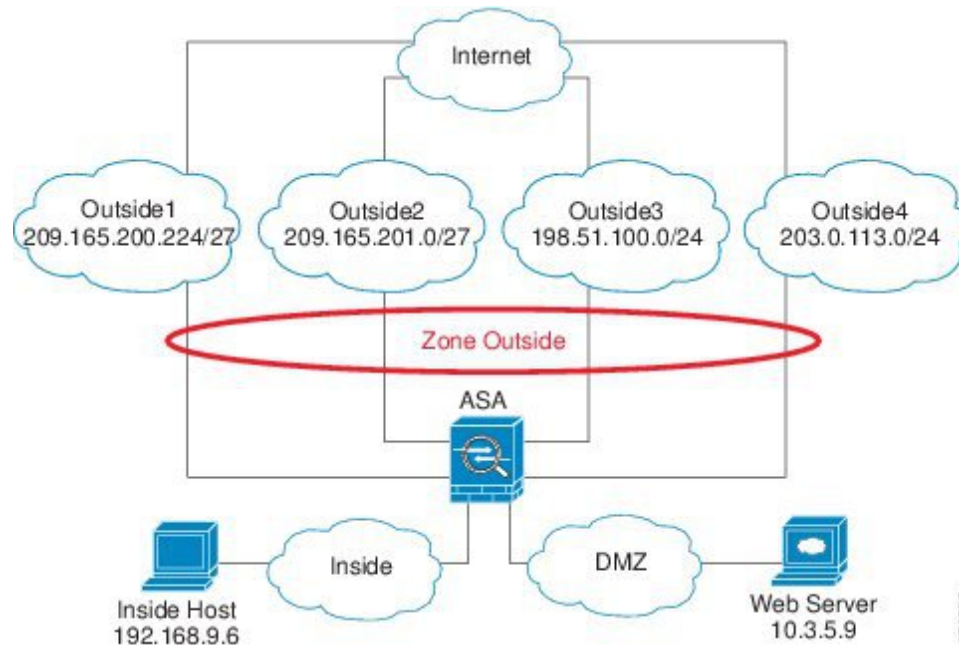 Internet
Outside1
209.165.200.224/27
Outside2
209.165.201.0/27
Outside3
198.51.100.0/24
Outside4
203.0.113.0/24
Zone Outside
ASA
Inside
DMZ
Inside Host
192.168.9.6
Web Server
10.3.5.9